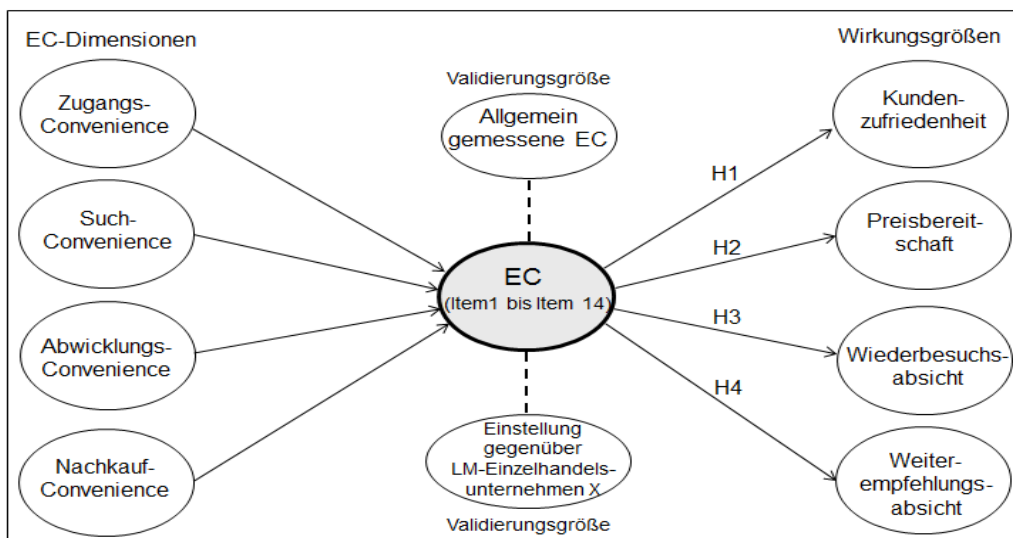 EC-Dimensionen
Zugangs-
Convenience
Such-
Convenience
Abwicklungs-
Convenience
Nachkauf-
Convenience
Validierungsgröße
Allgemein
gemessene EC
EC
(Item1 bis Item 14)
Einstellung
gegenüber
LM-Einzelhandels-
unternehmen X
Validierungsgröße
H1
H2
H3
H4
Wirkungsgrößen
Kunden-
zufriedenheit
Preisbereit-
schaft
Wiederbesuchs-
absicht
Weiter-
empfehlungs-
absicht